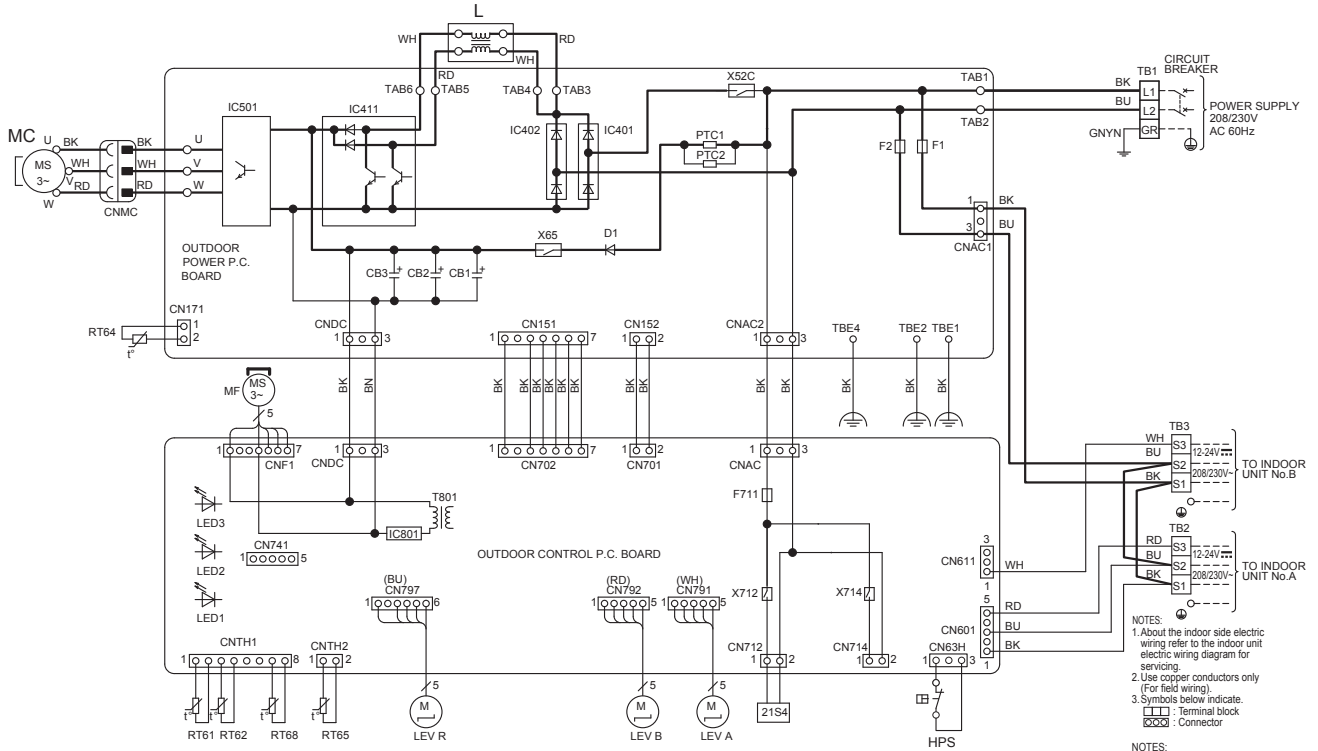 L
WH
RD
WH
RD
CIRCUIT
BREAKER
TB1
TAB1
BK
L1
BU
L2
GNYN
GR
POWER SUPPLY
208/230V
AC 60Hz
TAB2
X52C
TAB6
TAB5
TAB4
TAB3
IC501
IC411
IC402
IC401
PTC1
PTC2
F2
F1
MC
U
BK
BK
U
MS
3~
WH
WH
V
V
RD
RD
W
W
CNMC
1
BK
3
BU
CNAC1
X65
D1
OUTDOOR
POWER P.C.
BOARD
CB3
+
CB2
+
CB1
+
CN171
1
2
RT64
t°
CNDC
1
3
CN151
1
7
CN152
1
2
CNAC2
1
3
TBE4
TBE2
TBE1
MF
MS
3~
5
BK
BN
BK
BK
BK
BK
BK
BK
BK
BK
BK
BK
BK
1
7
CNF1
1
3
CNDC
1
7
CN702
1
2
CN701
1
3
CNAC
TB3
WH
S3
12-24V
BU
S2
208/230V~
BK
S1
TO INDOOR
UNIT No.B
TB2
RD
S3
12-24V
BU
S2
208/230V~
BK
S1
TO INDOOR
UNIT No.A
F711
T801
IC801
LED3
LED2
LED1
CN741
1
5
OUTDOOR CONTROL P.C. BOARD
3
CN611
1
WH
5
RD
CN601
BU
BK
1
(BU)
CN797
1
6
(RD)
CN792
1
5
(WH)
CN791
1
5
X712
X714
CNTH1
1
8
CNTH2
1
2
CN712
1
2
CN714
1
2
CN63H
1
3
t°
t°
t°
t°
RT61
RT62
RT68
RT65
5
M
LEV R
5
M
LEV B
5
M
LEV A
21S4
HPS
NOTES:
1. About the indoor side electric
wiring refer to the indoor unit
electric wiring diagram for
servicing.
2. Use copper conductors only
(For field wiring).
3. Symbols below indicate.
: Terminal block
: Connector
NOTES: